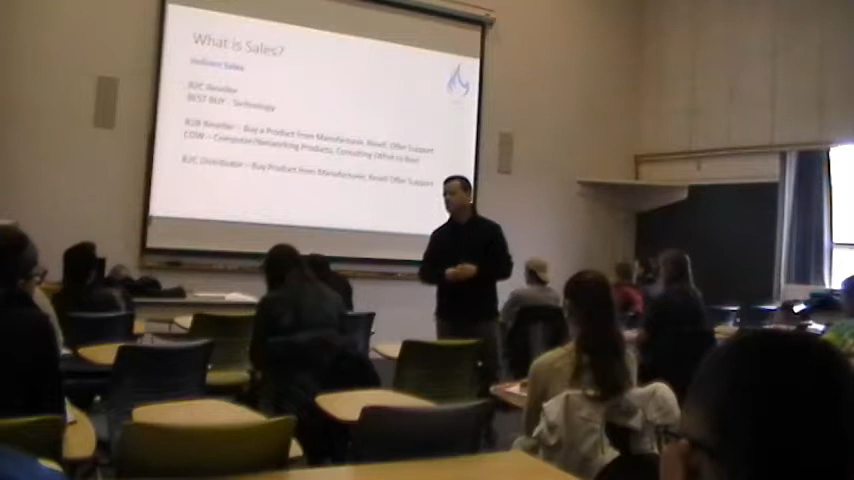 What is Sales?
Indirect Sales
B2C Reseller
BEST BUY - Technology
B2B Reseller – Buy a Product from Manufacturer, Resell, Offer Support
CDW – Computer/Networking Products, Consulting (What to Buy)
B2C Distributor – Buy Product from Manufacturer, Resell Offer Support